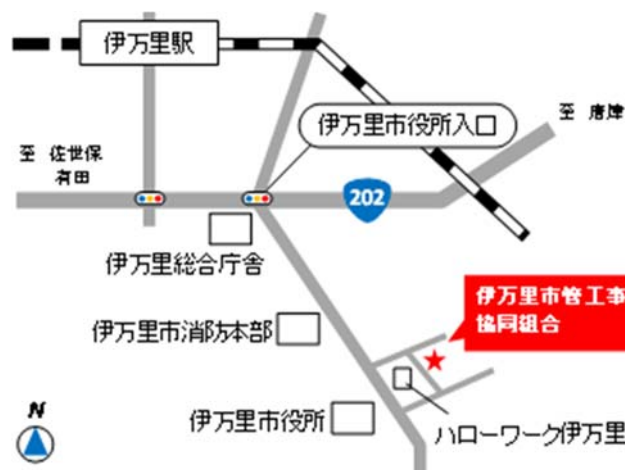 伊万里駅
伊万里市役所入口
至 唐津
至 佐世保
有田
202
伊万里総合庁舎
伊万里市管工事
協同組合
伊万里市消防本部
伊万里市役所
ハローワーク伊万里
N